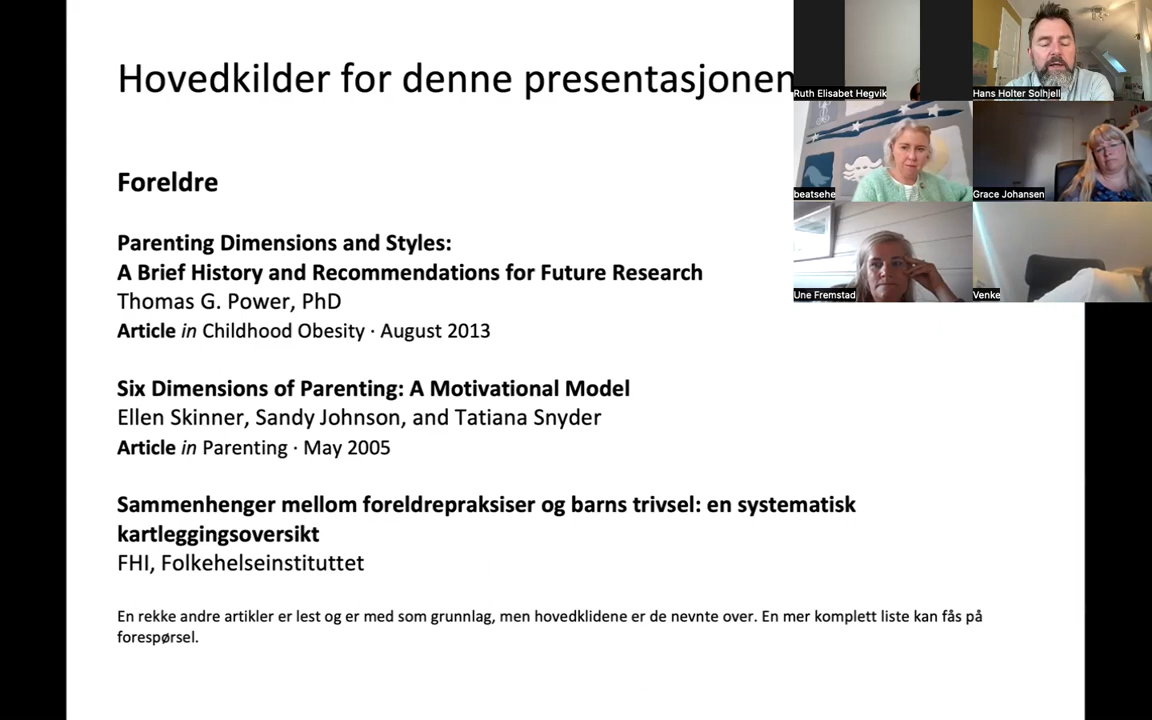 Hovedkilder for denne presentasjonen
Foreldre
Parenting Dimensions and Styles:
A Brief History and Recommendations for Future Research
Thomas G. Power, PhD
Article in Childhood Obesity · August 2013
Six Dimensions of Parenting: A Motivational Model
Ellen Skinner, Sandy Johnson, and Tatiana Snyder
Article in Parenting · May 2005
Sammenhenger mellom foreldrepraksiser og barns trivsel: en systematisk
kartleggingsoversikt
FHI, Folkehelseinstituttet
En rekke andre artikler er lest og er med som grunnlag, men hovedklidene er de nevnte over. En mer komplett liste kan fås på
forespørsel.
Ruth Elisabet Hegvik
Hans Holter Solhjell
beatsehe
Grace Johansen
Une Fremstad
Venke